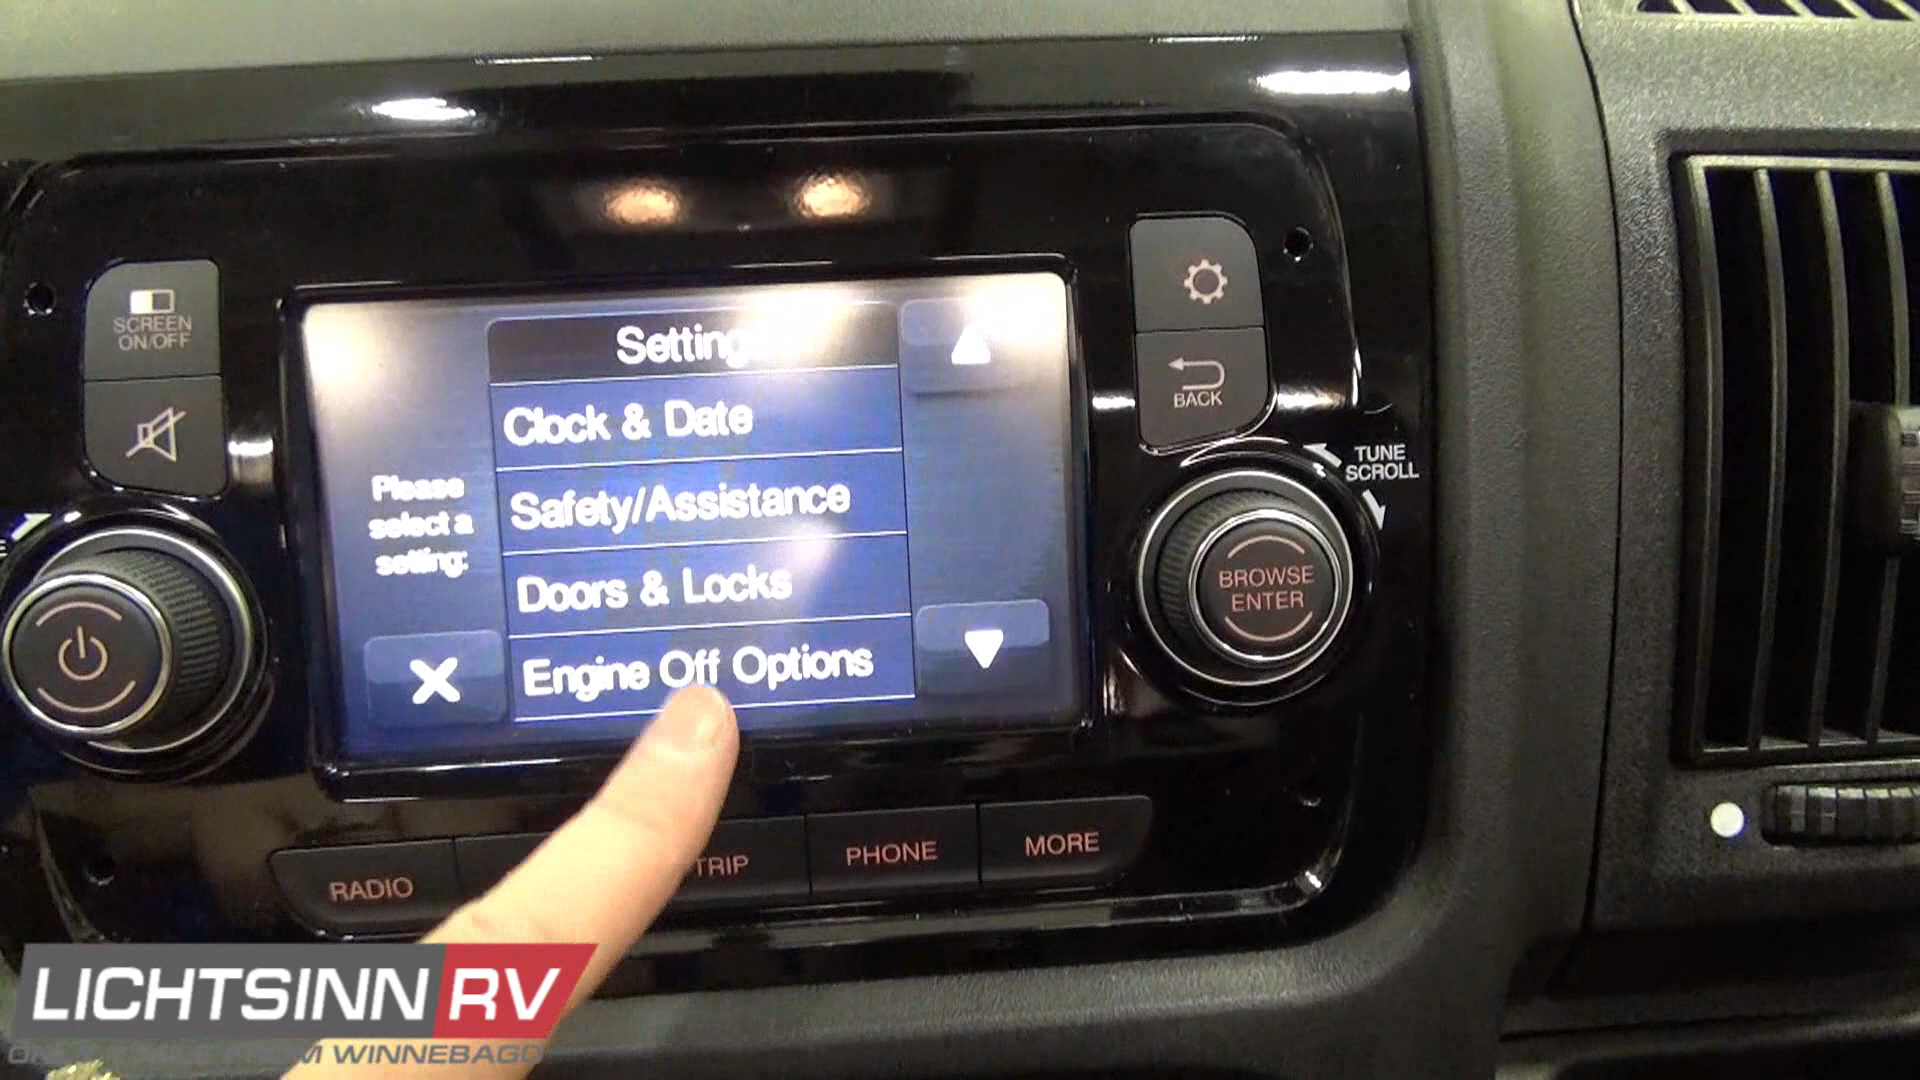 SCREEN
ON/OFF
Settings
Clock & Date
Safety/Assistance
Doors & Locks
Engine Off Options
Please
select a
setting:
BACK
TUNE
SCROLL
BROWSE
ENTER
RADIO
TRIP
PHONE
MORE
LICHTSINN RV
WINNEBAGO